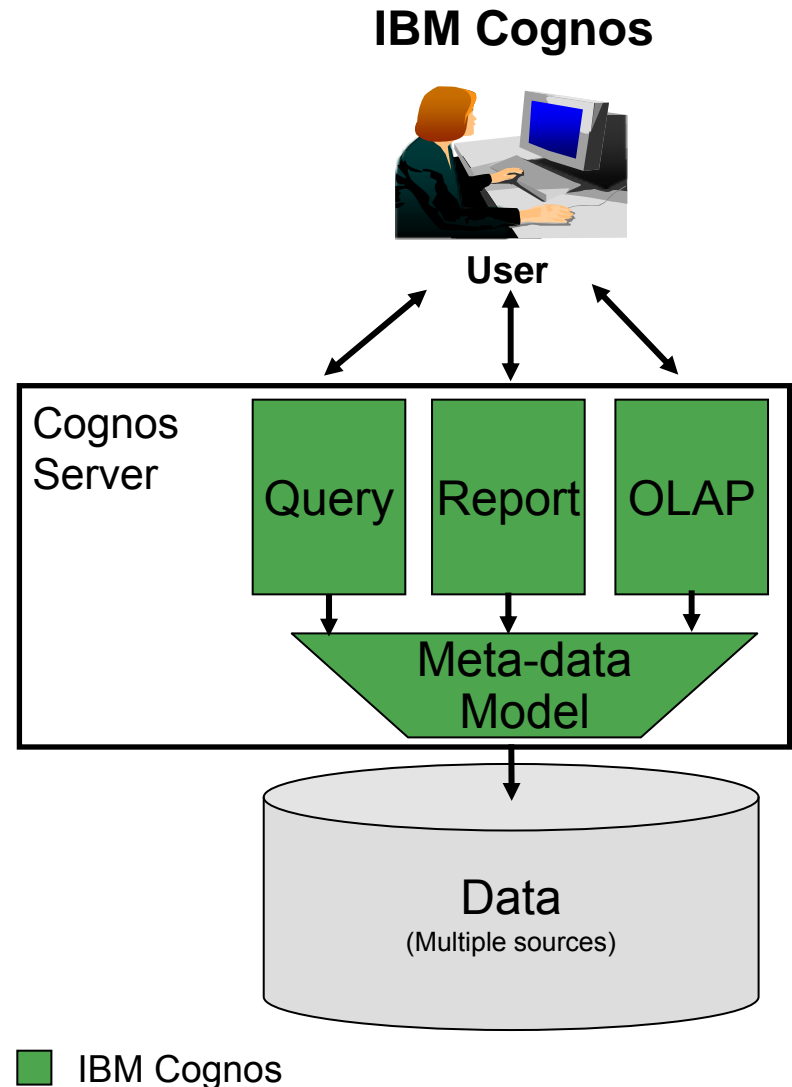 IBM Cognos
User
Cognos
Server
Query
Report
OLAP
Meta-data
Model
Data
(Multiple sources)
IBM Cognos